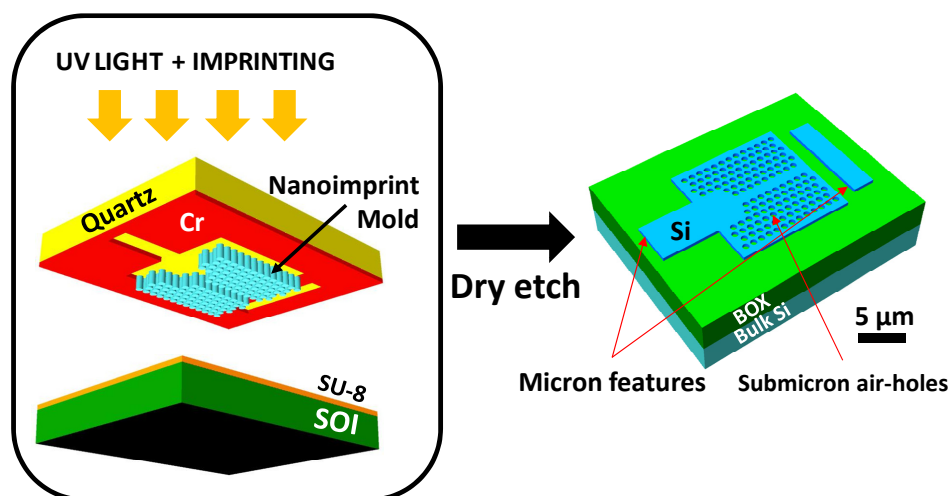 UV LIGHT + IMPRINTING
Nanoimprint
Mold
Quartz
Cr
SU-8
SOI
Dry etch
Si
BOX
Bulk Si
5 µm
Micron features
Submicron air-holes